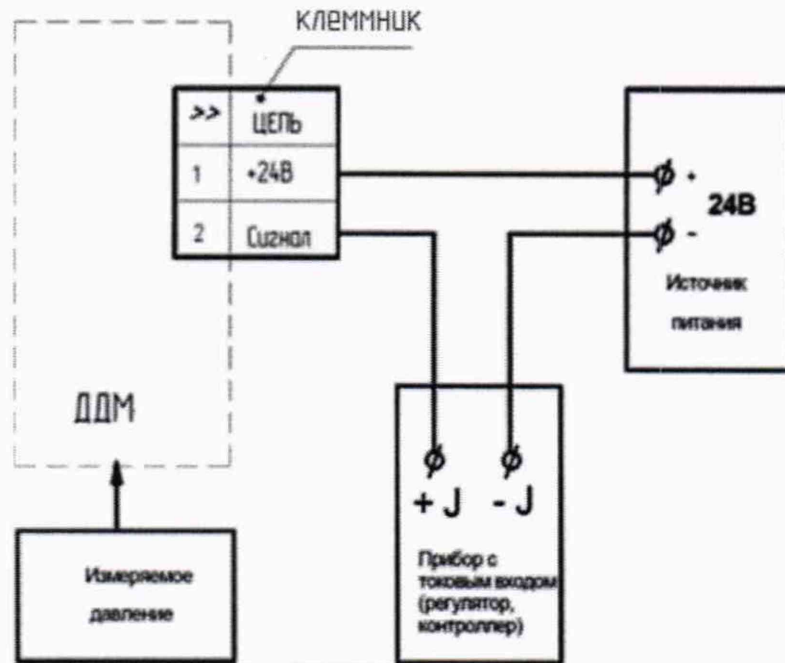 клеммник
>> ЦЕПЬ
1 +24В
2 Сигнал
+
24В
-
Источник
питания
ДДМ
+ J - J
Прибор с
токовым входом
(регулятор,
контроллер)
Измеряемое
давление